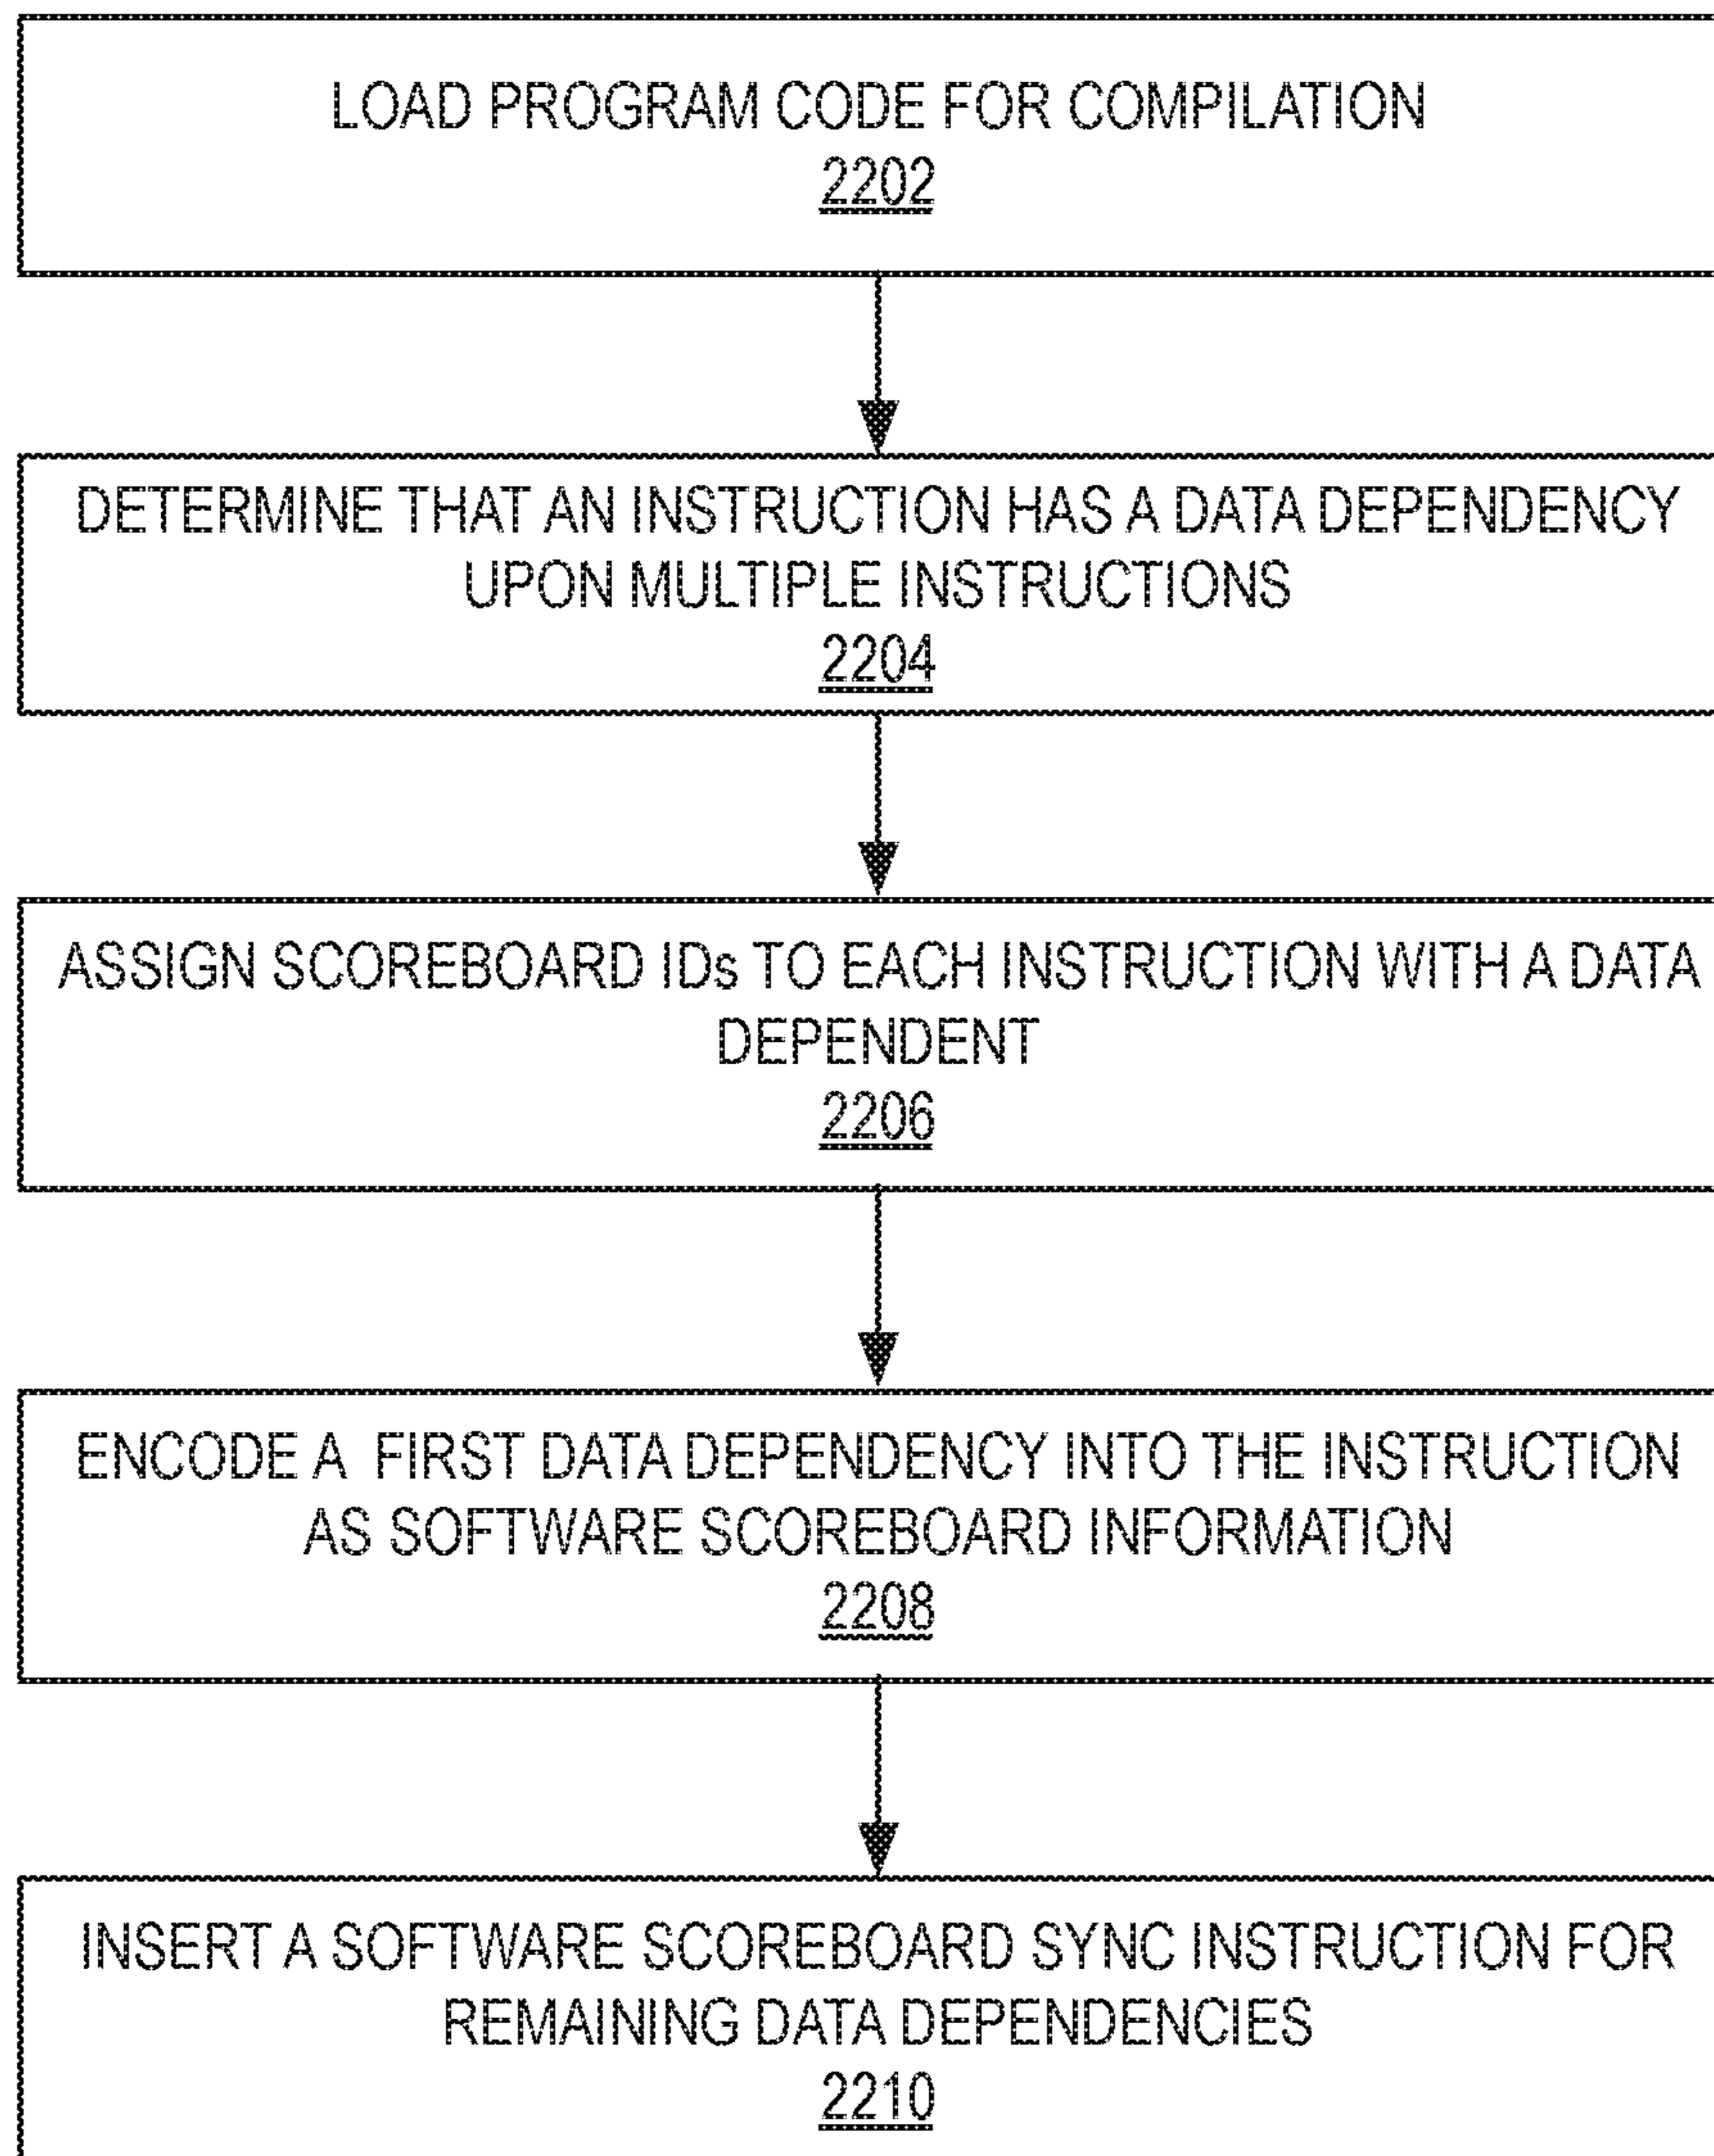 LOAD PROGRAM CODE FOR COMPILATION
2202
DETERMINE THAT AN INSTRUCTION HAS A DATA DEPENDENCY
UPON MULTIPLE INSTRUCTIONS
2204
ASSIGN SCOREBOARD IDs TO EACH INSTRUCTION WITH A DATA
DEPENDENT
2206
ENCODE A FIRST DATA DEPENDENCY INTO THE INSTRUCTION
AS SOFTWARE SCOREBOARD INFORMATION
2208
INSERT A SOFTWARE SCOREBOARD SYNC INSTRUCTION FOR
REMAINING DATA DEPENDENCIES
2210